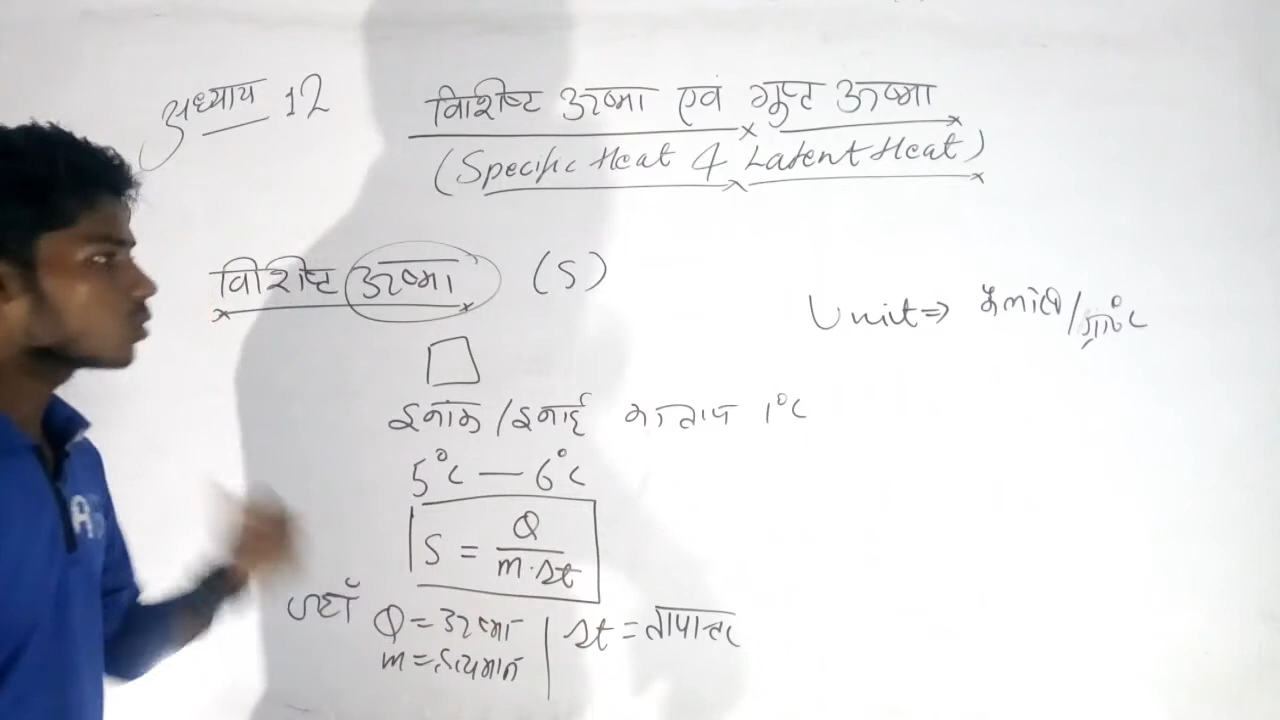 अध्याय 12
विशिष्ट ऊष्मा एवं गुप्ट ऊष्मा
(Specific Heat & Latent Heat)
विशिष्ट ऊष्मा (S)
Unit ⇒ कैलोरी/ग्रा०°C
इकाई का ताप 1°C
5°C — 6°C
S = Q / m·Δt
जहाँ Q = ऊष्मा | Δt = तापान्तर
m = द्रव्यमान